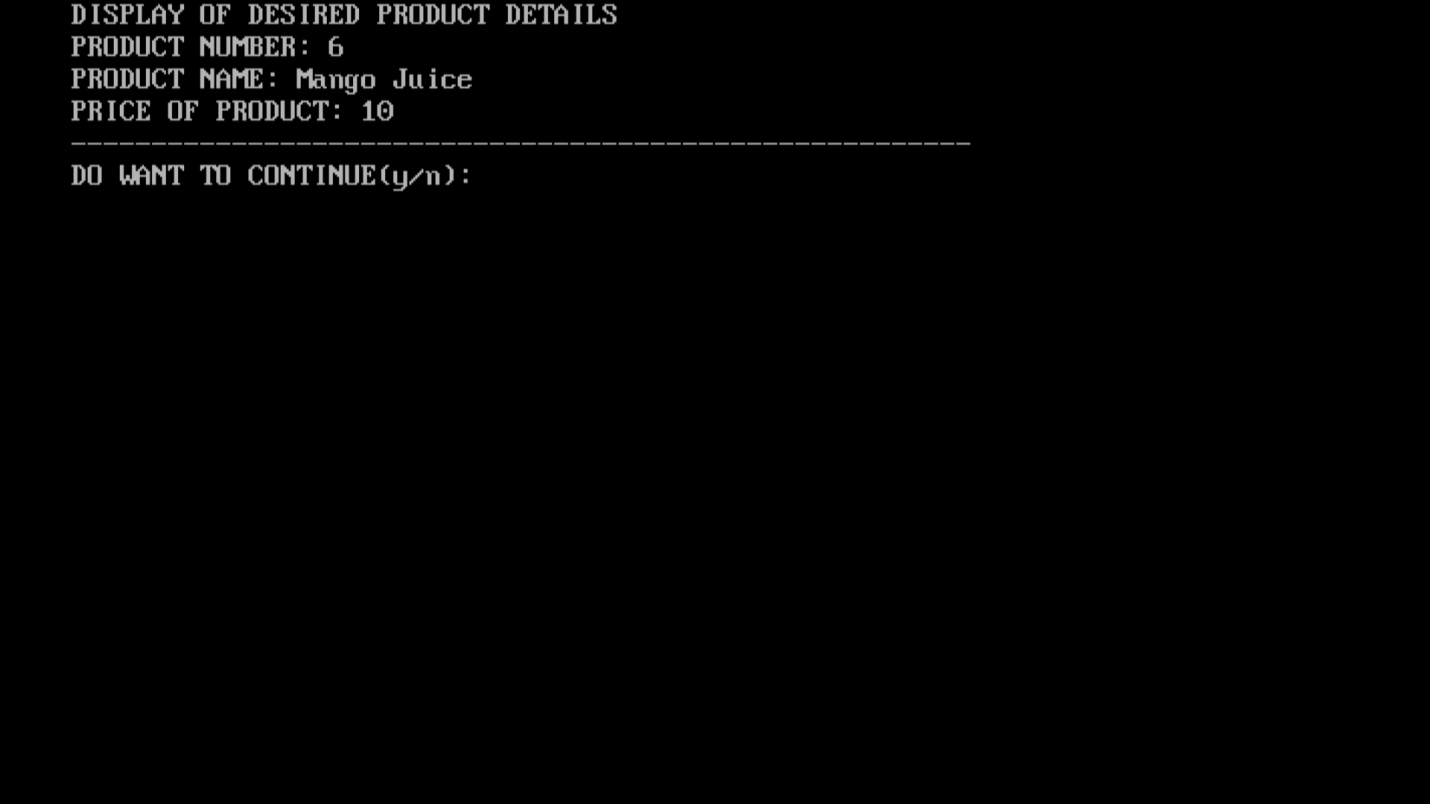 DISPLAY OF DESIRED PRODUCT DETAILS
PRODUCT NUMBER: 6
PRODUCT NAME: Mango Juice
PRICE OF PRODUCT: 10
--------------------------------------------------------
DO WANT TO CONTINUE(y/n):